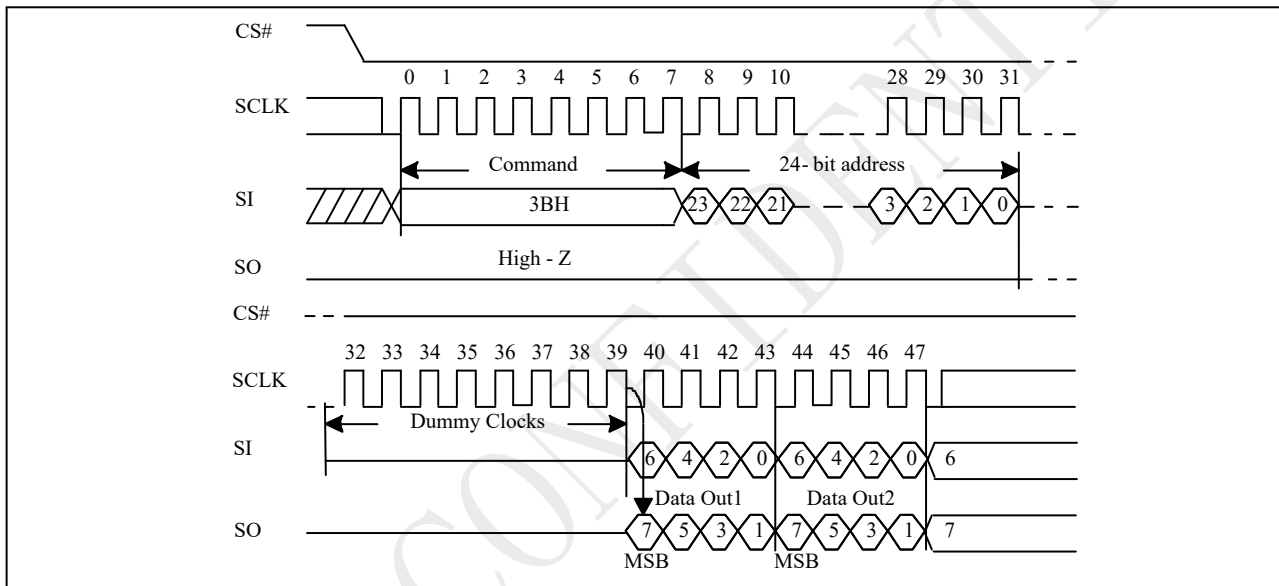 CS#
0 1 2 3 4 5 6 7 8 9 10 28 29 30 31
SCLK
Command 24- bit address
SI 3BH 23 22 21 3 2 1 0
High - Z
SO
CS#
32 33 34 35 36 37 38 39 40 41 42 43 44 45 46 47
SCLK
Dummy Clocks
SI 6 4 2 0 6 4 2 0 6
Data Out1 Data Out2
SO 7 5 3 1 7 5 3 1 7
MSB MSB
CONFIDENTI